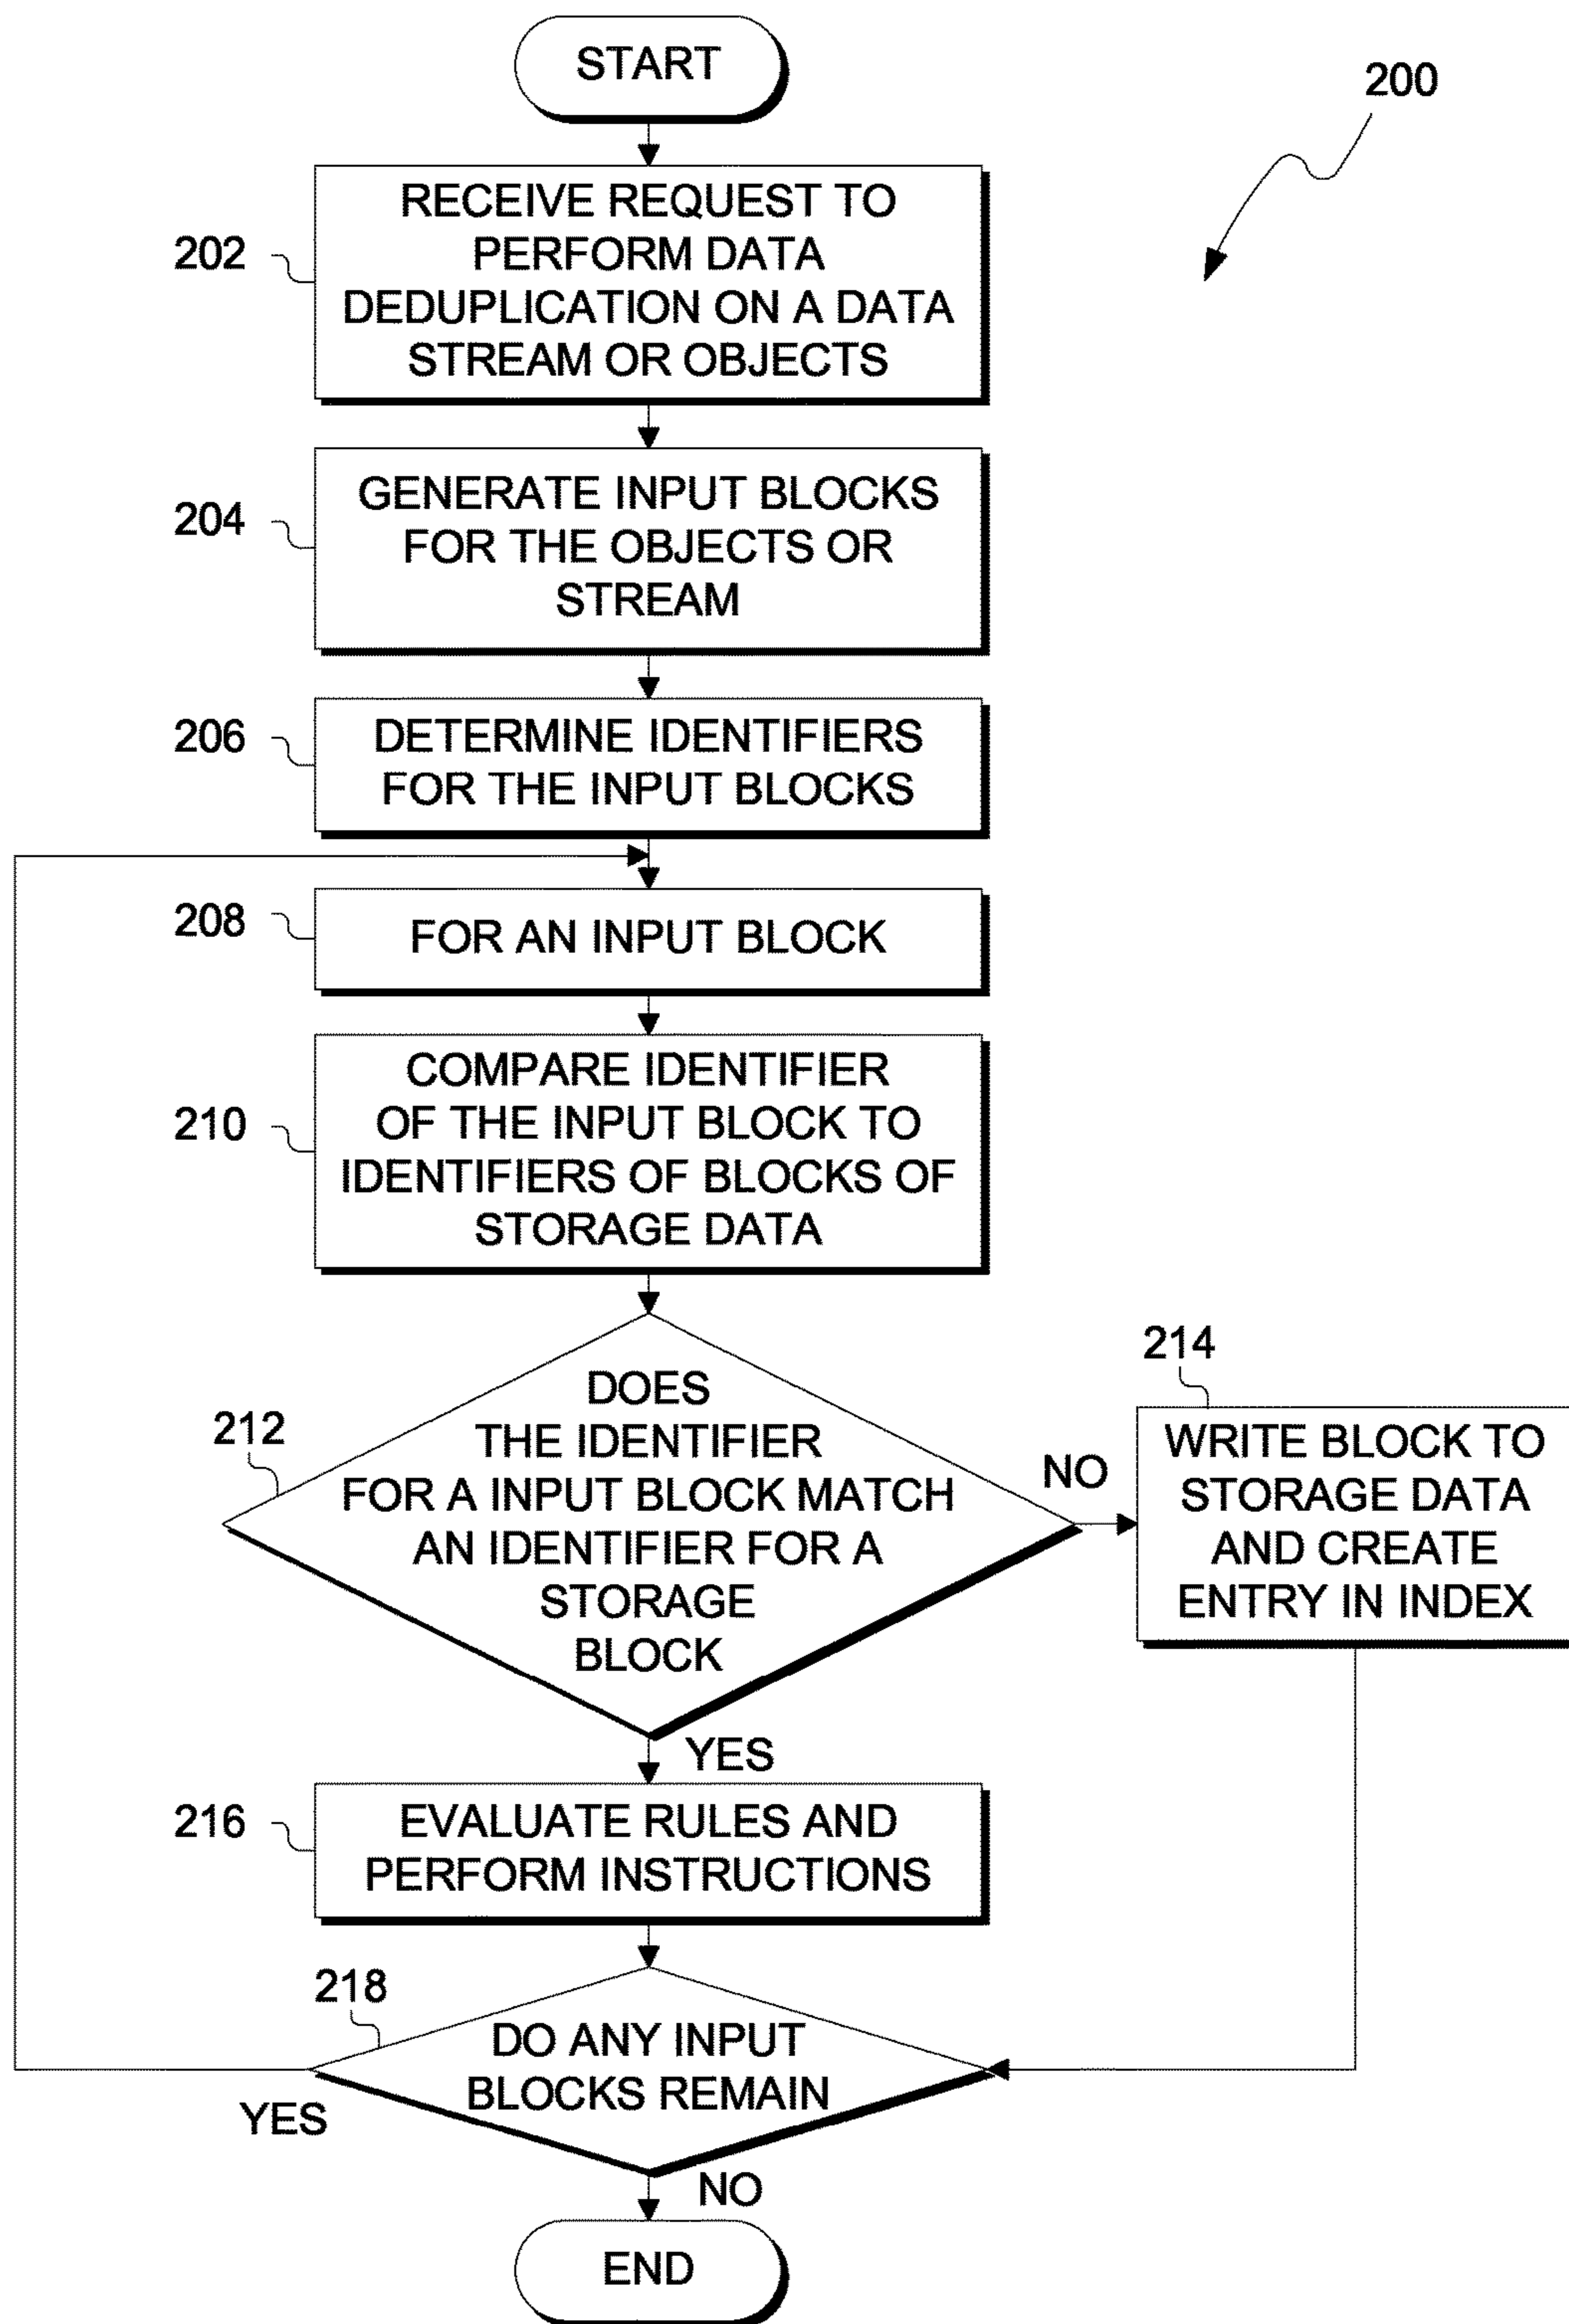 START
200
202
RECEIVE REQUEST TO
PERFORM DATA
DEDUPLICATION ON A DATA
STREAM OR OBJECTS
204
GENERATE INPUT BLOCKS
FOR THE OBJECTS OR
STREAM
206
DETERMINE IDENTIFIERS
FOR THE INPUT BLOCKS
208
FOR AN INPUT BLOCK
210
COMPARE IDENTIFIER
OF THE INPUT BLOCK TO
IDENTIFIERS OF BLOCKS OF
STORAGE DATA
212
DOES
THE IDENTIFIER
FOR A INPUT BLOCK MATCH
AN IDENTIFIER FOR A
STORAGE
BLOCK
NO
214
WRITE BLOCK TO
STORAGE DATA
AND CREATE
ENTRY IN INDEX
YES
216
EVALUATE RULES AND
PERFORM INSTRUCTIONS
218
DO ANY INPUT
BLOCKS REMAIN
YES
NO
END